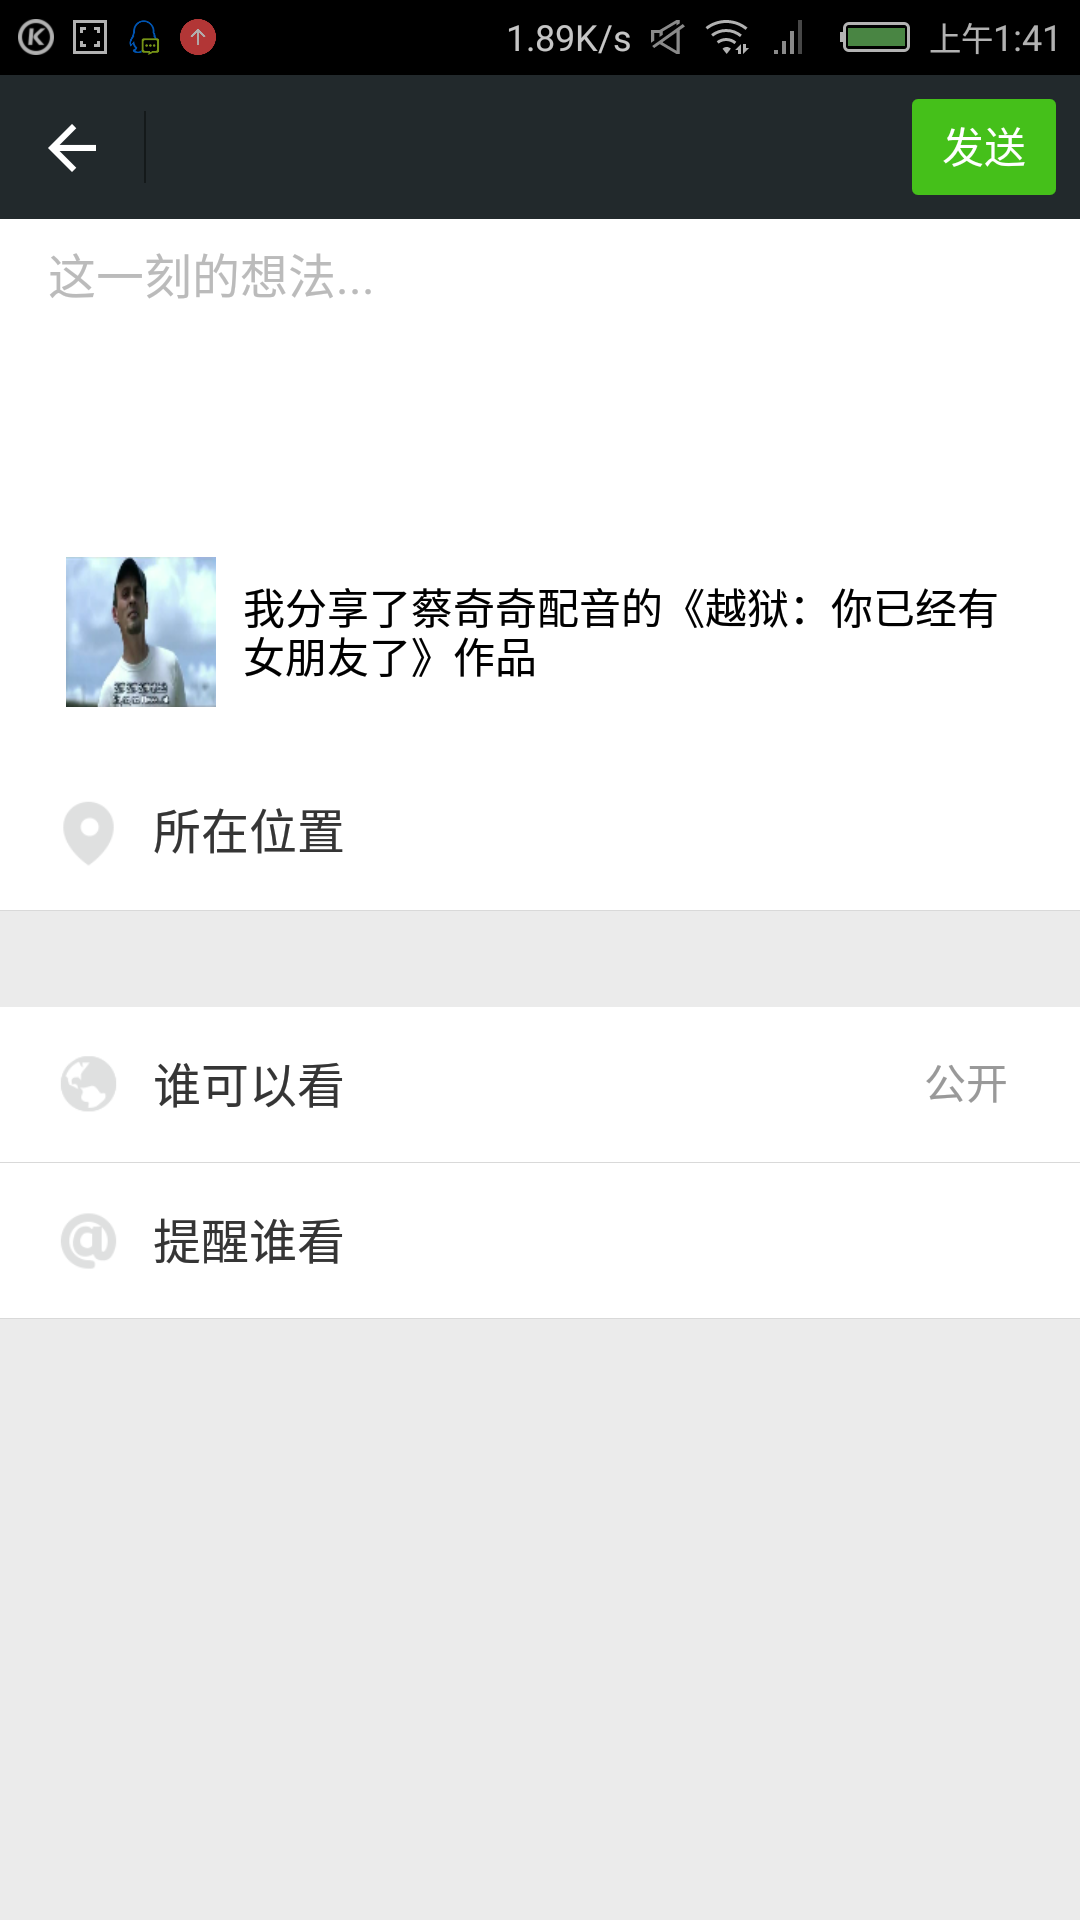 1.89K/s 上午1:41
发送
这一刻的想法...
我分享了蔡奇奇配音的《越狱：你已经有
女朋友了》作品
所在位置
谁可以看 公开
提醒谁看